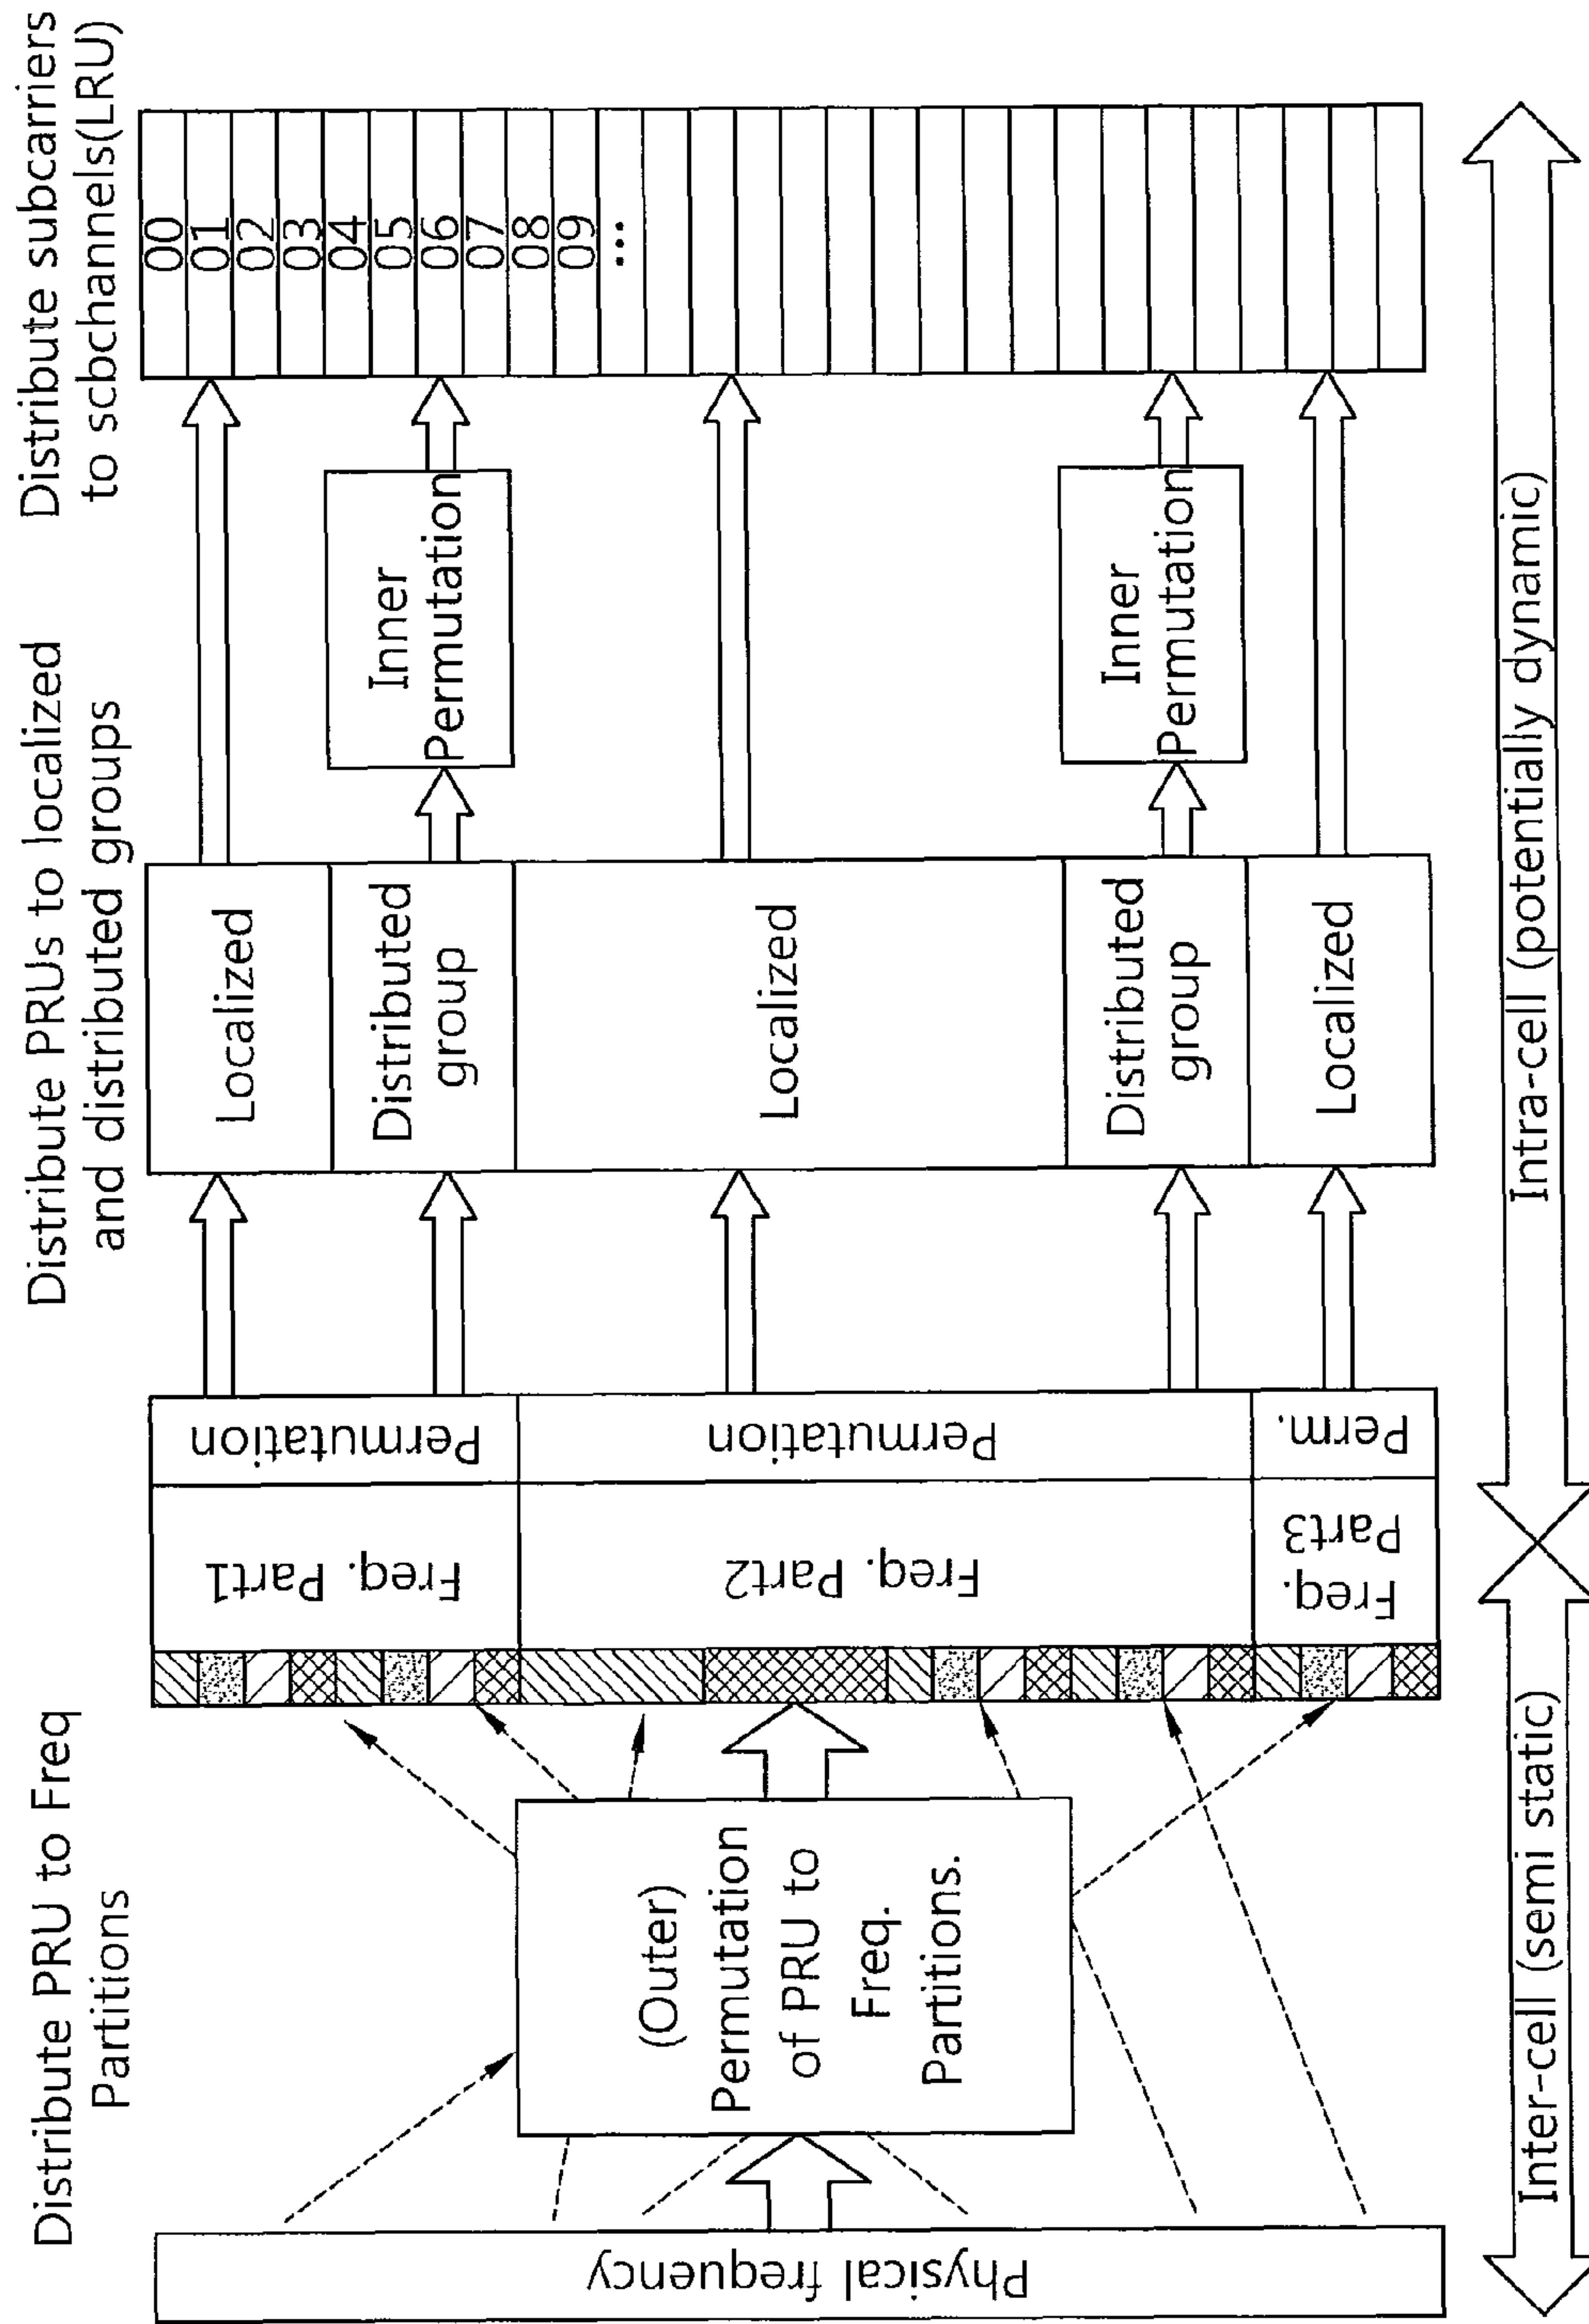 Distribute PRU to Freq
Partitions
Distribute PRUs to localized
and distributed groups
Distribute subcarriers
to scbchannels(LRU)
Physical frequency
(Outer)
Permutation
of PRU to
Freq.
Partitions.
Freq. Part1
Permutation
Freq. Part2
Permutation
Freq.
Part3
Perm.
Localized
Distributed
group
Localized
Distributed
group
Localized
Inner
Permutation
Inner
Permutation
00
01
02
03
04
05
06
07
08
09
...
Inter-cell (semi static)
Intra-cell (potentially dynamic)